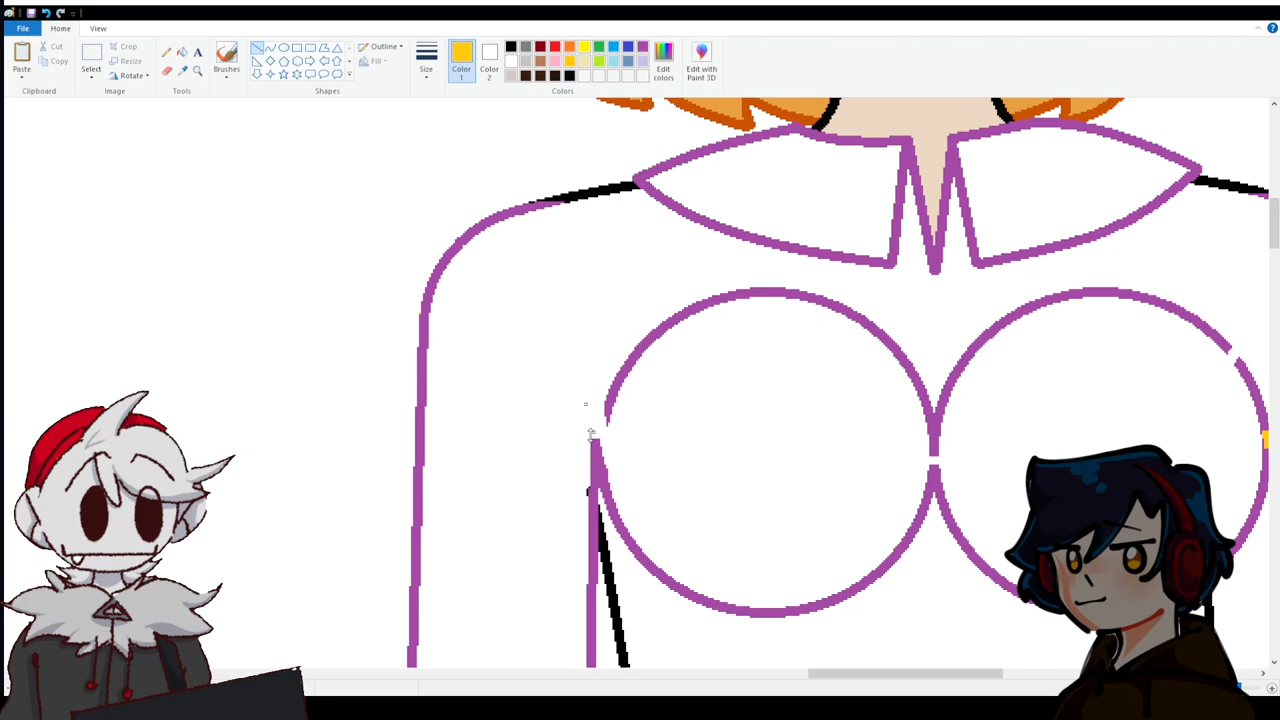 File
Home
View
Paste
Cut
Copy
Clipboard
Select
Crop
Resize
Rotate
Image
A
Tools
Brushes
Outline
Fill
Shapes
Size
Color
1
Color
2
Edit
colors
Edit with
Paint 3D
Colors